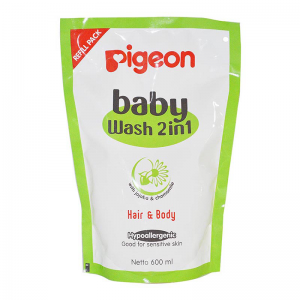 REFILL PACK
pigeon
baby
Wash 2in1
with jojoba & chamomile
Hair & Body
Hypoallergenic
Good for sensitive skin
Netto 600 ml